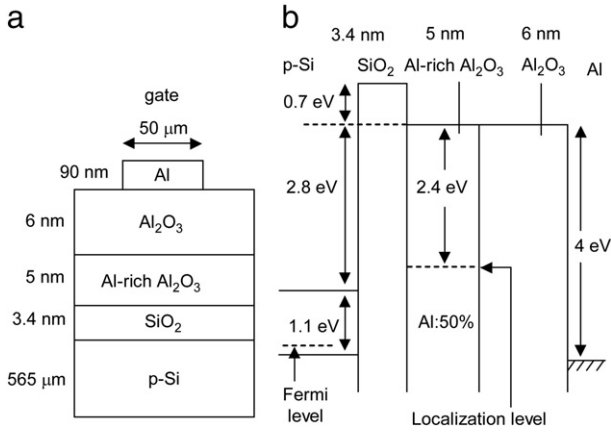 a
gate
50 μm
90 nm
Al
6 nm
Al2O3
5 nm
Al-rich Al2O3
3.4 nm
SiO2
565 μm
p-Si
b
3.4 nm
5 nm
6 nm
p-Si
SiO2
Al-rich Al2O3
Al2O3
Al
0.7 eV
2.8 eV
2.4 eV
4 eV
1.1 eV
Al:50%
Fermi
level
Localization level